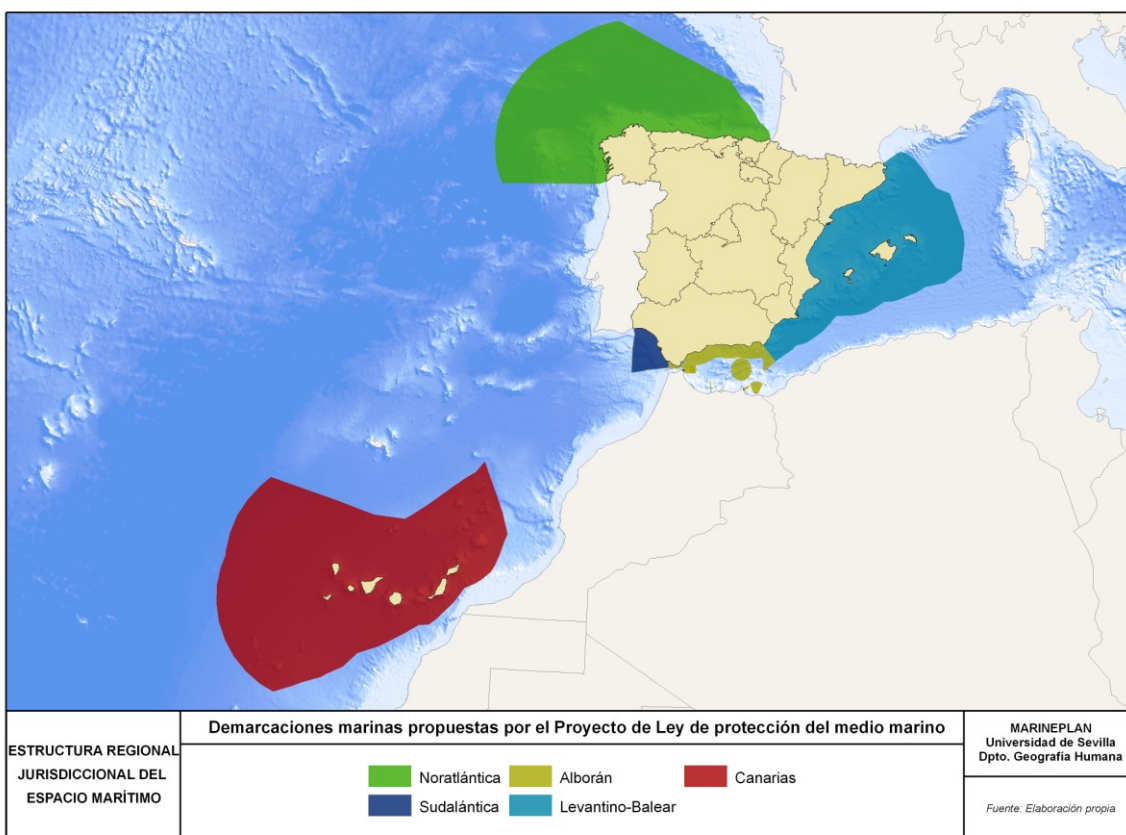 Demarcaciones marinas propuestas por el Proyecto de Ley de protección del medio marino
ESTRUCTURA REGIONAL
JURISDICCIONAL DEL
ESPACIO MARÍTIMO
Noratlántica
Alborán
Canarias
Sudalántica
Levantino-Balear
MARINEPLAN
Universidad de Sevilla
Dpto. Geografía Humana
Fuente: Elaboración propia